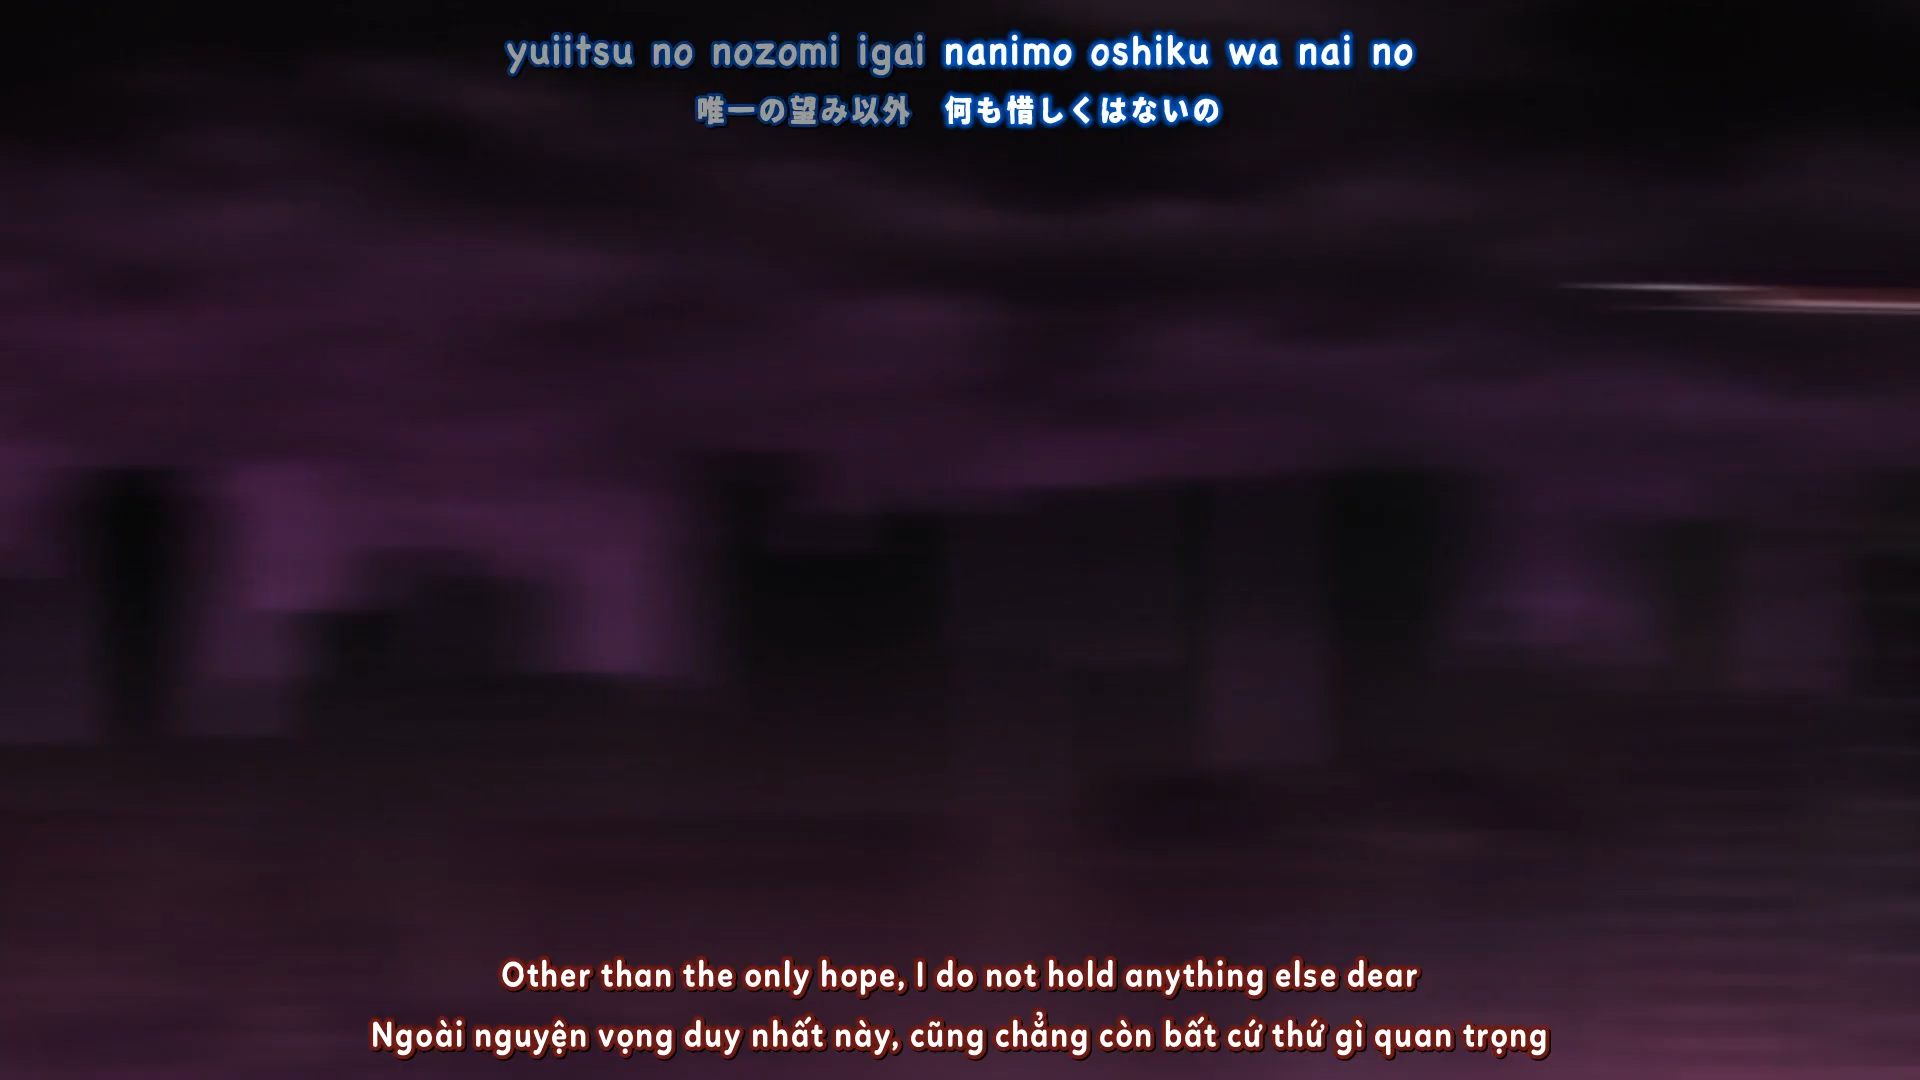 yuiitsu no nozomi igai nanimo oshiku wa nai no
唯一の望み以外　何も惜しくはないの
Other than the only hope, I do not hold anything else dear
Ngoài nguyện vọng duy nhất này, cũng chẳng còn bất cứ thứ gì quan trọng